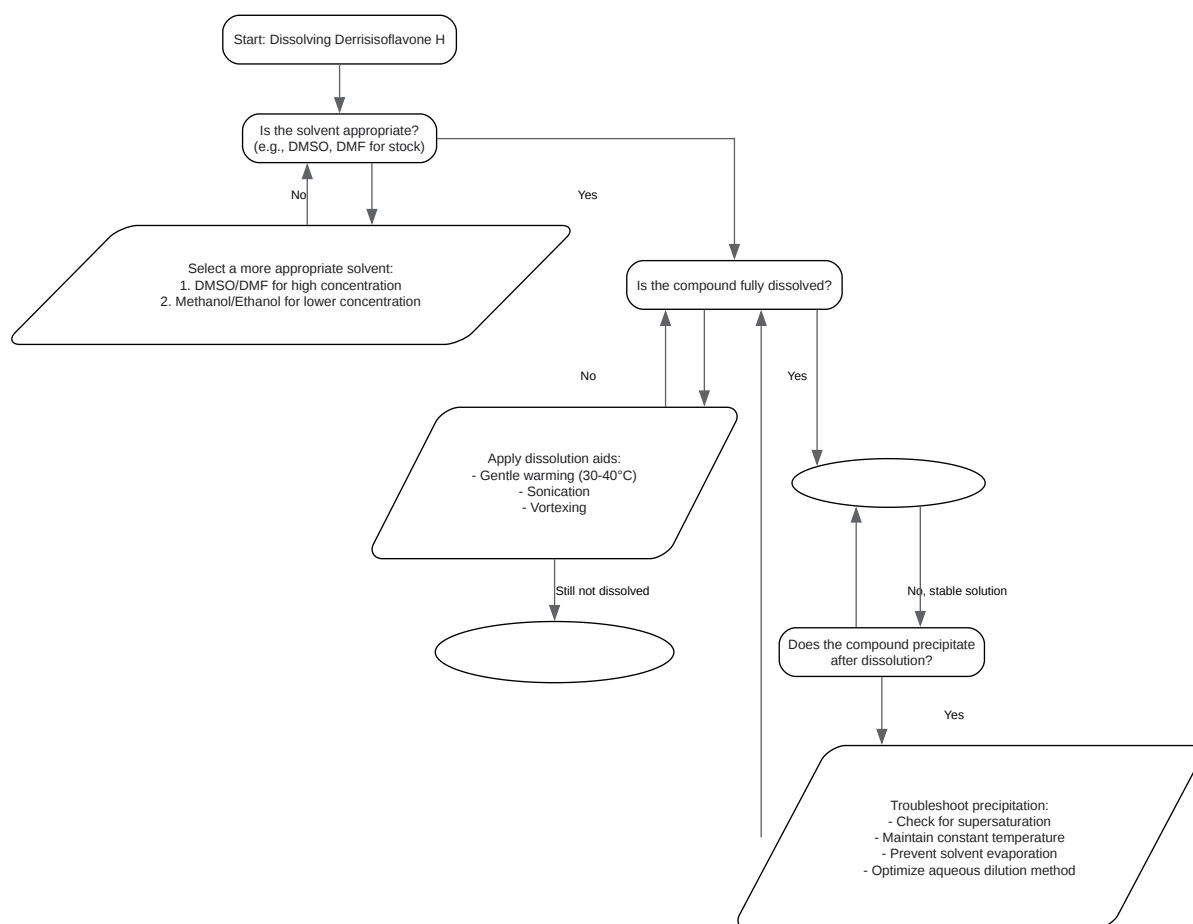 Start: Dissolving Derrisisoflavone H
Is the solvent appropriate?
(e.g., DMSO, DMF for stock)
No
Yes
Select a more appropriate solvent:
1. DMSO/DMF for high concentration
2. Methanol/Ethanol for lower concentration
Is the compound fully dissolved?
No
Yes
Apply dissolution aids:
- Gentle warming (30-40°C)
- Sonication
- Vortexing
Still not dissolved
No, stable solution
Does the compound precipitate
after dissolution?
Yes
Troubleshoot precipitation:
- Check for supersaturation
- Maintain constant temperature
- Prevent solvent evaporation
- Optimize aqueous dilution method